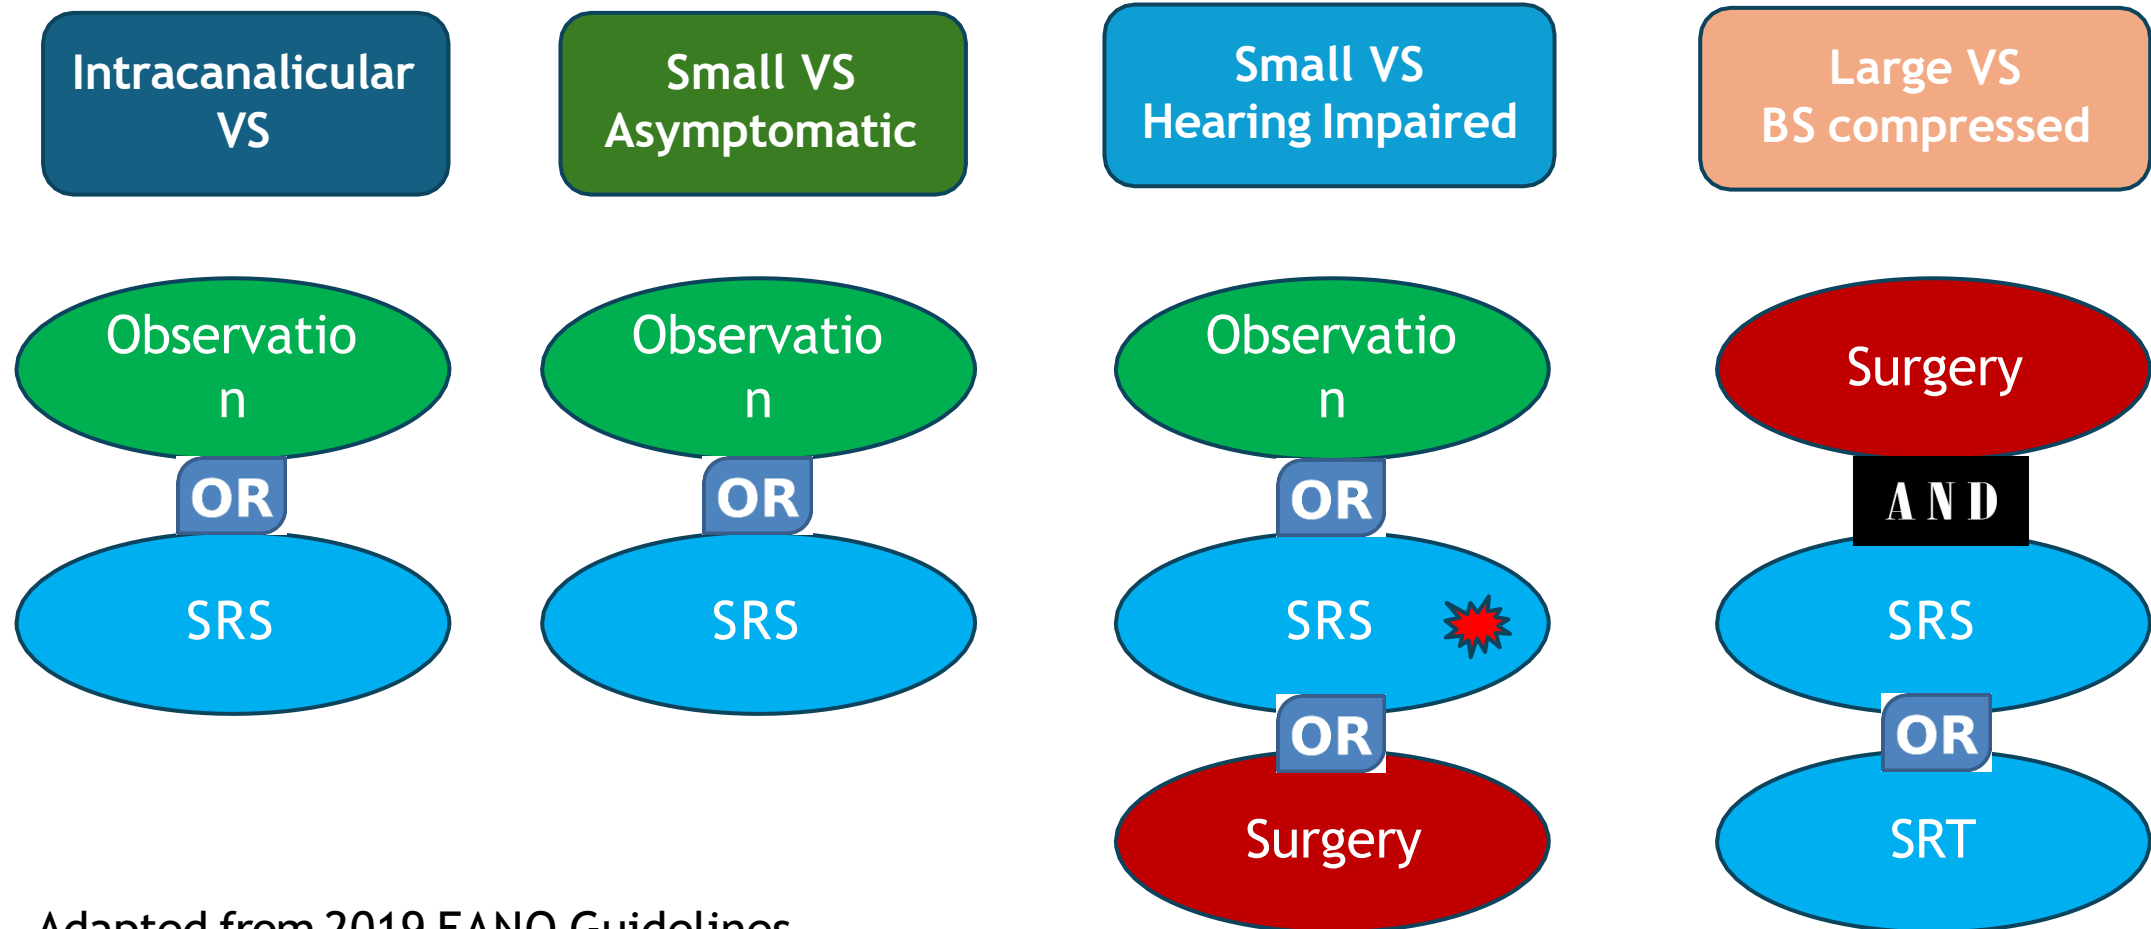 Intracanalicular
VS
Small VS
Asymptomatic
Small VS
Hearing Impaired
Large VS
BS compressed
Observatio
n
OR
SRS
Observatio
n
OR
SRS
Observatio
n
OR
SRS
OR
Surgery
Surgery
AND
SRS
OR
SRT
Adapted from 2019 EANO Guidelines